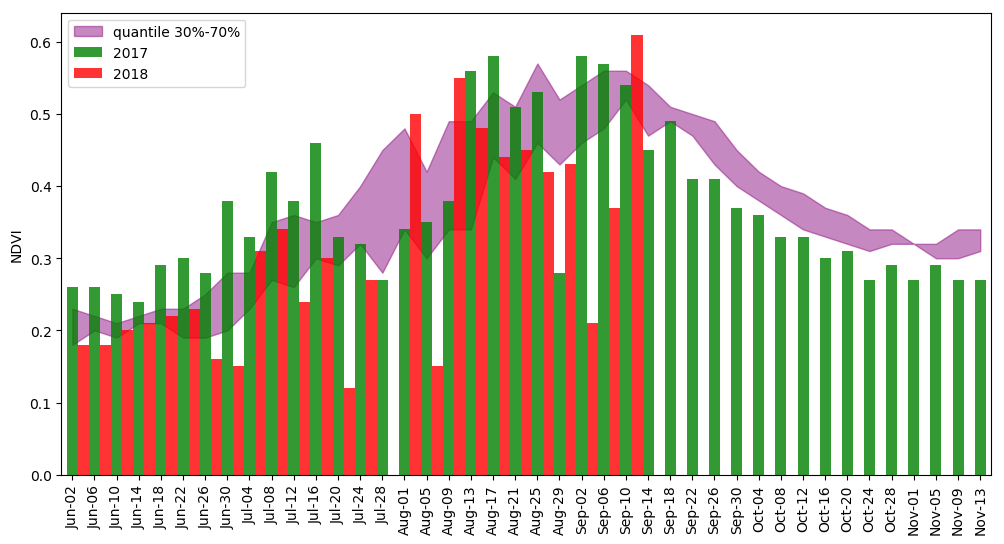 quantile 30%-70%
2017
2018
NDVI
0.6
0.5
0.4
0.3
0.2
0.1
0.0
Jun-02
Jun-06
Jun-10
Jun-14
Jun-18
Jun-22
Jun-26
Jun-30
Jul-04
Jul-08
Jul-12
Jul-16
Jul-20
Jul-24
Jul-28
Aug-01
Aug-05
Aug-09
Aug-13
Aug-17
Aug-21
Aug-25
Aug-29
Sep-02
Sep-06
Sep-10
Sep-14
Sep-18
Sep-22
Sep-26
Sep-30
Oct-04
Oct-08
Oct-12
Oct-16
Oct-20
Oct-24
Oct-28
Nov-01
Nov-05
Nov-09
Nov-13